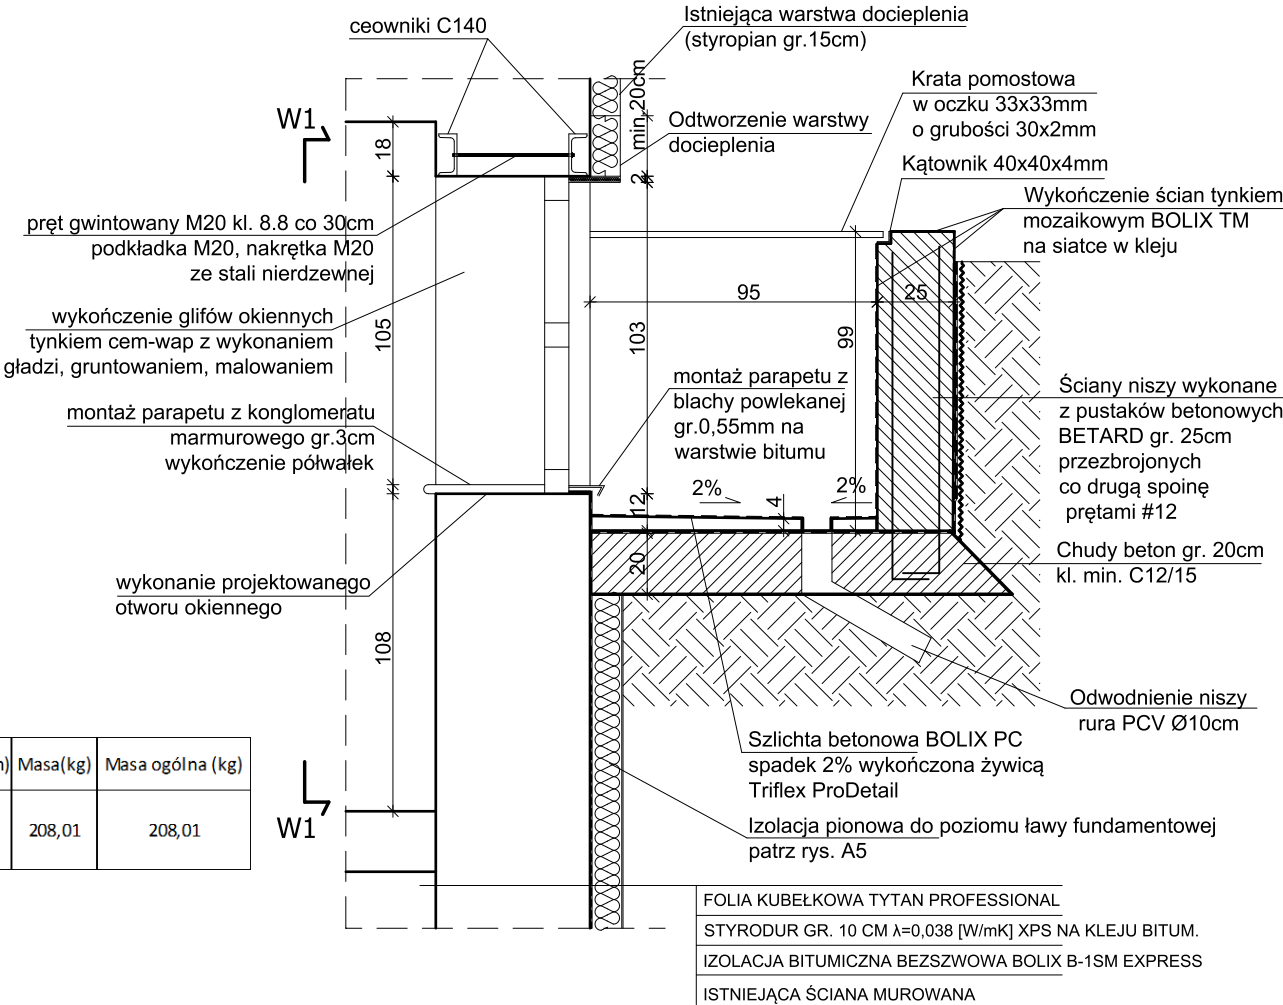 ceowniki C140
Istniejąca warstwa docieplenia
(styropian gr.15cm)
Krata pomostowa
w oczku 33x33mm
o grubości 30x2mm
W1
18
min.20cm
Odtworzenie warstwy
docieplenia
Kątownik 40x40x4mm
2
Wykończenie ścian tynkiem
mozaikowym BOLIX TM
na siatce w kleju
pręt gwintowany M20 kl. 8.8 co 30cm
podkładka M20, nakrętka M20
ze stali nierdzewnej
95
25
wykończenie glifów okiennych
tynkiem cem-wap z wykonaniem
gładzi, gruntowaniem, malowaniem
105
103
99
montaż parapetu z
blachy powlekanej
gr.0,55mm na
warstwie bitumu
Ściany niszy wykonane
z pustaków betonowych
BETARD gr. 25cm
przezbrojonych
co drugą spoinę
prętami #12
montaż parapetu z konglomeratu
marmurowego gr.3cm
wykończenie półwałek
2%
2%
12
4
20
Chudy beton gr. 20cm
kl. min. C12/15
wykonanie projektowanego
otworu okiennego
108
Odwodnienie niszy
rura PCV Ø10cm
Szlichta betonowa BOLIX PC
spadek 2% wykończona żywicą
Triflex ProDetail
) Masa(kg) Masa ogólna (kg)
208,01 208,01
W1
Izolacja pionowa do poziomu ławy fundamentowej
patrz rys. A5
FOLIA KUBEŁKOWA TYTAN PROFESSIONAL
STYRODUR GR. 10 CM λ=0,038 [W/mK] XPS NA KLEJU BITUM.
IZOLACJA BITUMICZNA BEZSZWOWA BOLIX B-1SM EXPRESS
ISTNIEJĄCA ŚCIANA MUROWANA